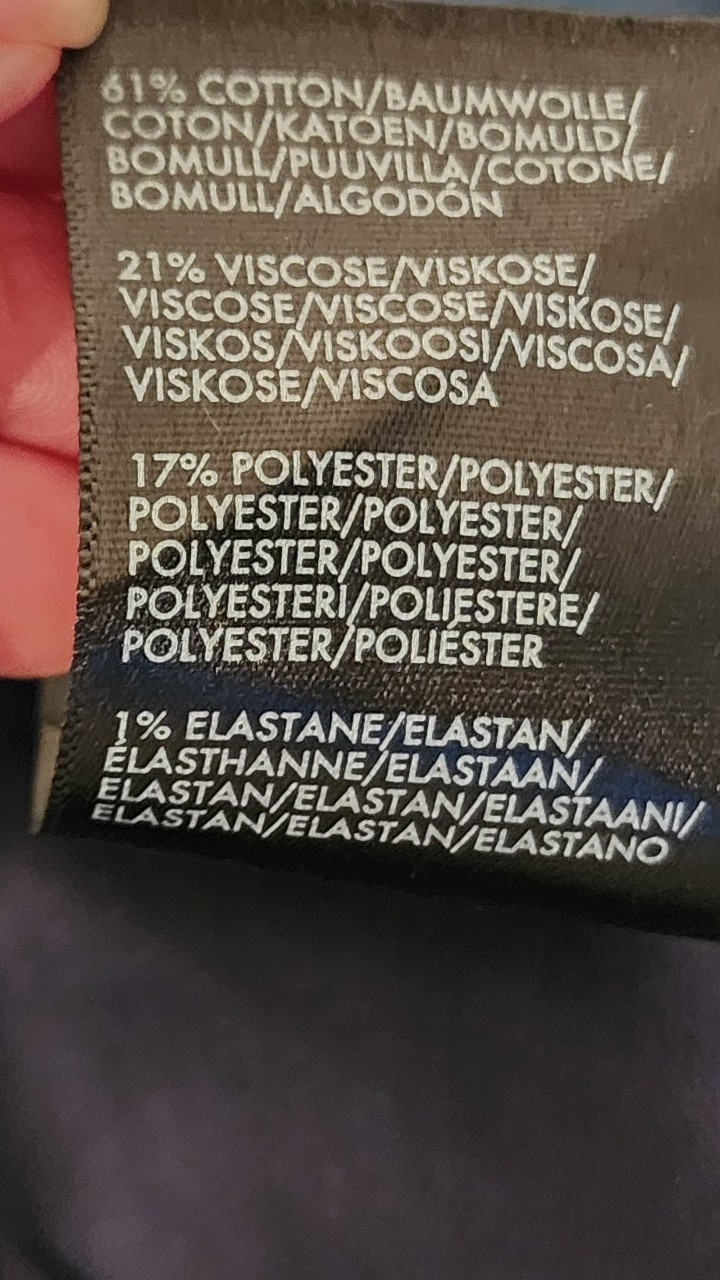 61% COTTON/BAUMWOLLE/
COTON/KATOEN/BOMULD/
BOMULL/PUUVILLA/COTONE/
BOMULL/ALGODÓN
21% VISCOSE/VISKOSE/
VISCOSE/VISCOSE/VISKOSE/
VISKOS/VISKOOSI/VISCOSA/
VISKOSE/VISCOSA
17% POLYESTER/POLYESTER/
POLYESTER/POLYESTER/
POLYESTER/POLYESTER/
POLYESTERI/POLIESTERE/
POLYESTER/POLIÉSTER
1% ELASTANE/ELASTAN/
ÉLASTHANNE/ELASTAAN/
ELASTAN/ELASTAN/ELASTAANI/
ELASTAN/ELASTAN/ELASTANO